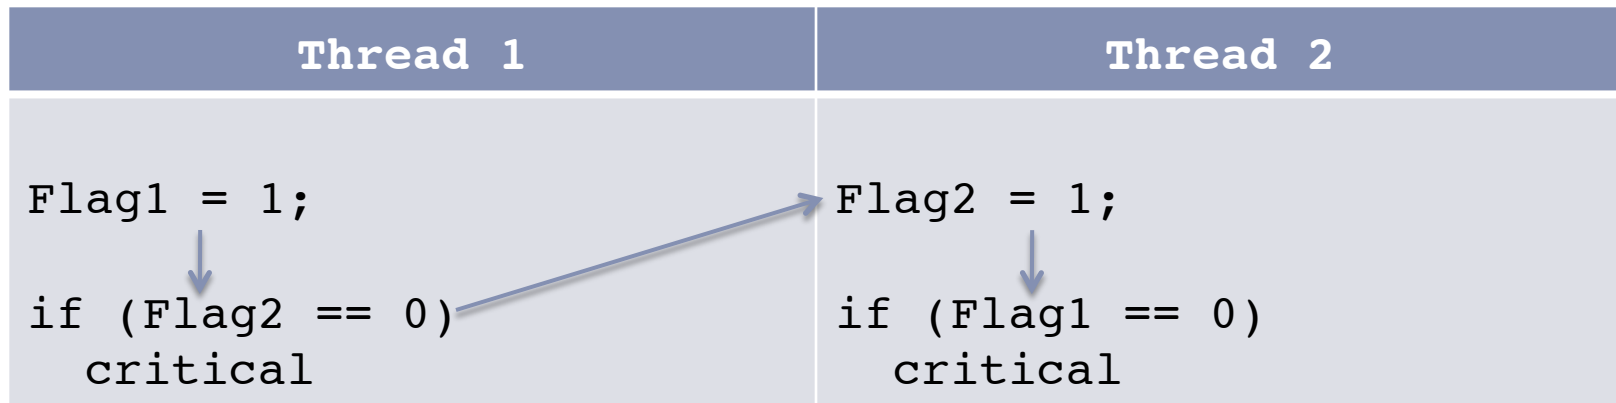 Thread 1
Thread 2
Flag1 = 1;
if (Flag2 == 0)
critical
Flag2 = 1;
if (Flag1 == 0)
critical